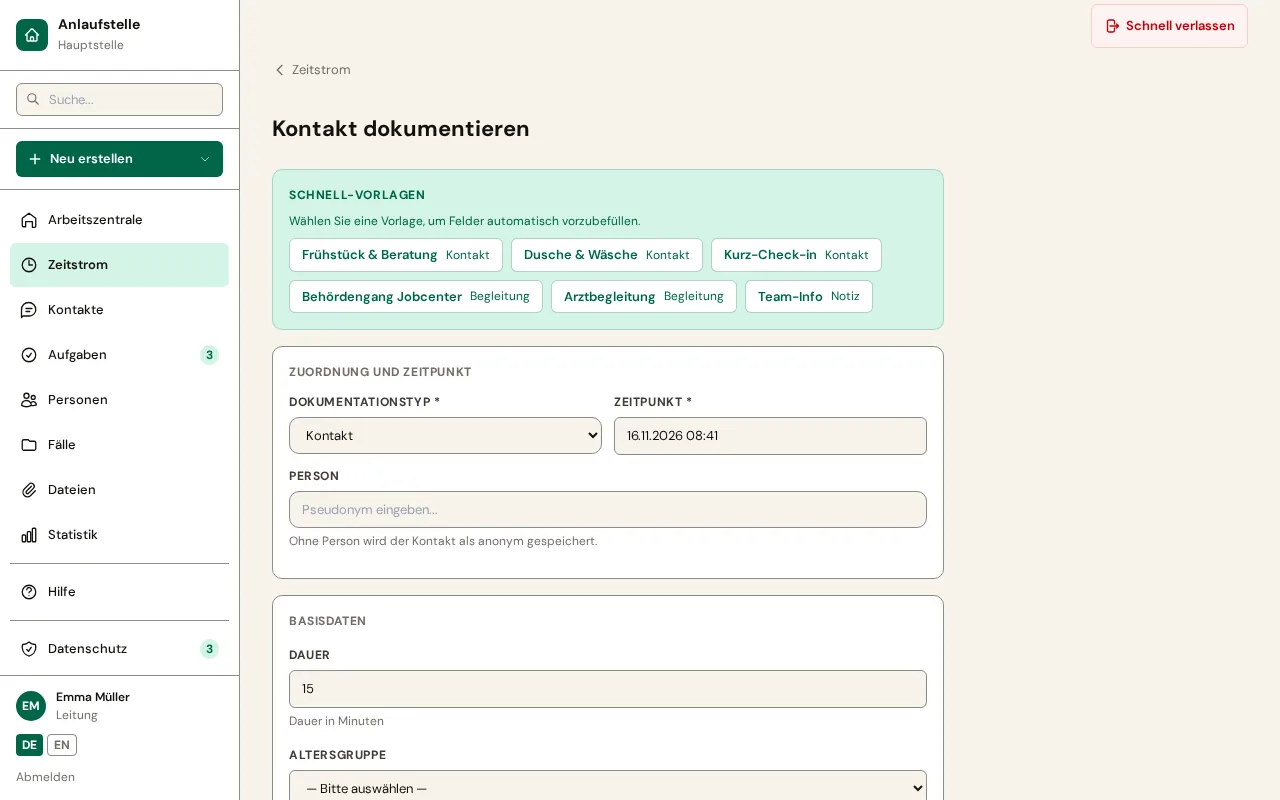 Anlaufstelle
Hauptstelle
Suche...
Neu erstellen
Arbeitszentrale
Zeitstrom
Kontakte
Aufgaben 3
Personen
Fälle
Dateien
Statistik
Hilfe
Datenschutz 3
EM Emma Müller
Leitung
DE EN
Abmelden
Schnell verlassen
Zeitstrom
Kontakt dokumentieren
SCHNELL-VORLAGEN
Wählen Sie eine Vorlage, um Felder automatisch vorzubefüllen.
Frühstück & Beratung Kontakt Dusche & Wäsche Kontakt Kurz-Check-in Kontakt
Behördengang Jobcenter Begleitung Arztbegleitung Begleitung Team-Info Notiz
ZUORDNUNG UND ZEITPUNKT
DOKUMENTATIONSTYP * ZEITPUNKT *
Kontakt 16.11.2026 08:41
PERSON
Pseudonym eingeben...
Ohne Person wird der Kontakt als anonym gespeichert.
BASISDATEN
DAUER
15
Dauer in Minuten
ALTERSGRUPPE
— Bitte auswählen —